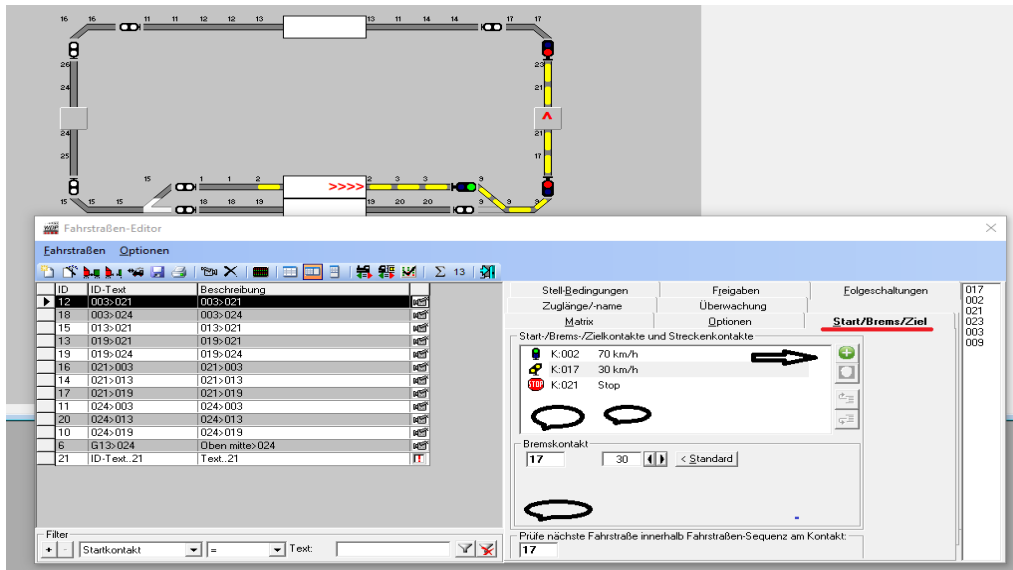 16 16 11 11 12 12 13 13 11 14 14 17 17
26 23
24 21
^
24 21
25 17
15 1 1 2 >>>> 2 3 3 9
15 15 15 18 18 19 19 20 20 9 9 9
Fahrstraßen-Editor
Fahrstraßen Optionen
Σ 13
ID ID-Text Beschreibung
12 003>021 003>021
18 003>024 003>024
15 013>021 013>021
13 019>021 019>021
19 019>024 019>024
16 021>003 021>003
14 021>013 021>013
17 021>019 021>019
11 024>003 024>003
20 024>013 024>013
10 024>019 024>019
6 G13>024 Oben mitte>024
21 ID-Text..21 Text..21
Filter
+ - Startkontakt = Text:
Stell-Bedingungen Freigaben Folgeschaltungen
Zuglänge/-name Überwachung
Matrix Optionen Start/Brems/Ziel
Start-/Brems-/Zielkontakte und Streckenkontakte
K:002 70 km/h
K:017 30 km/h
STOP K:021 Stop
Bremskontakt
17 30 < Standard
Prüfe nächste Fahrstraße innerhalb Fahrstraßen-Sequenz am Kontakt:
17
017
002
021
023
003
009